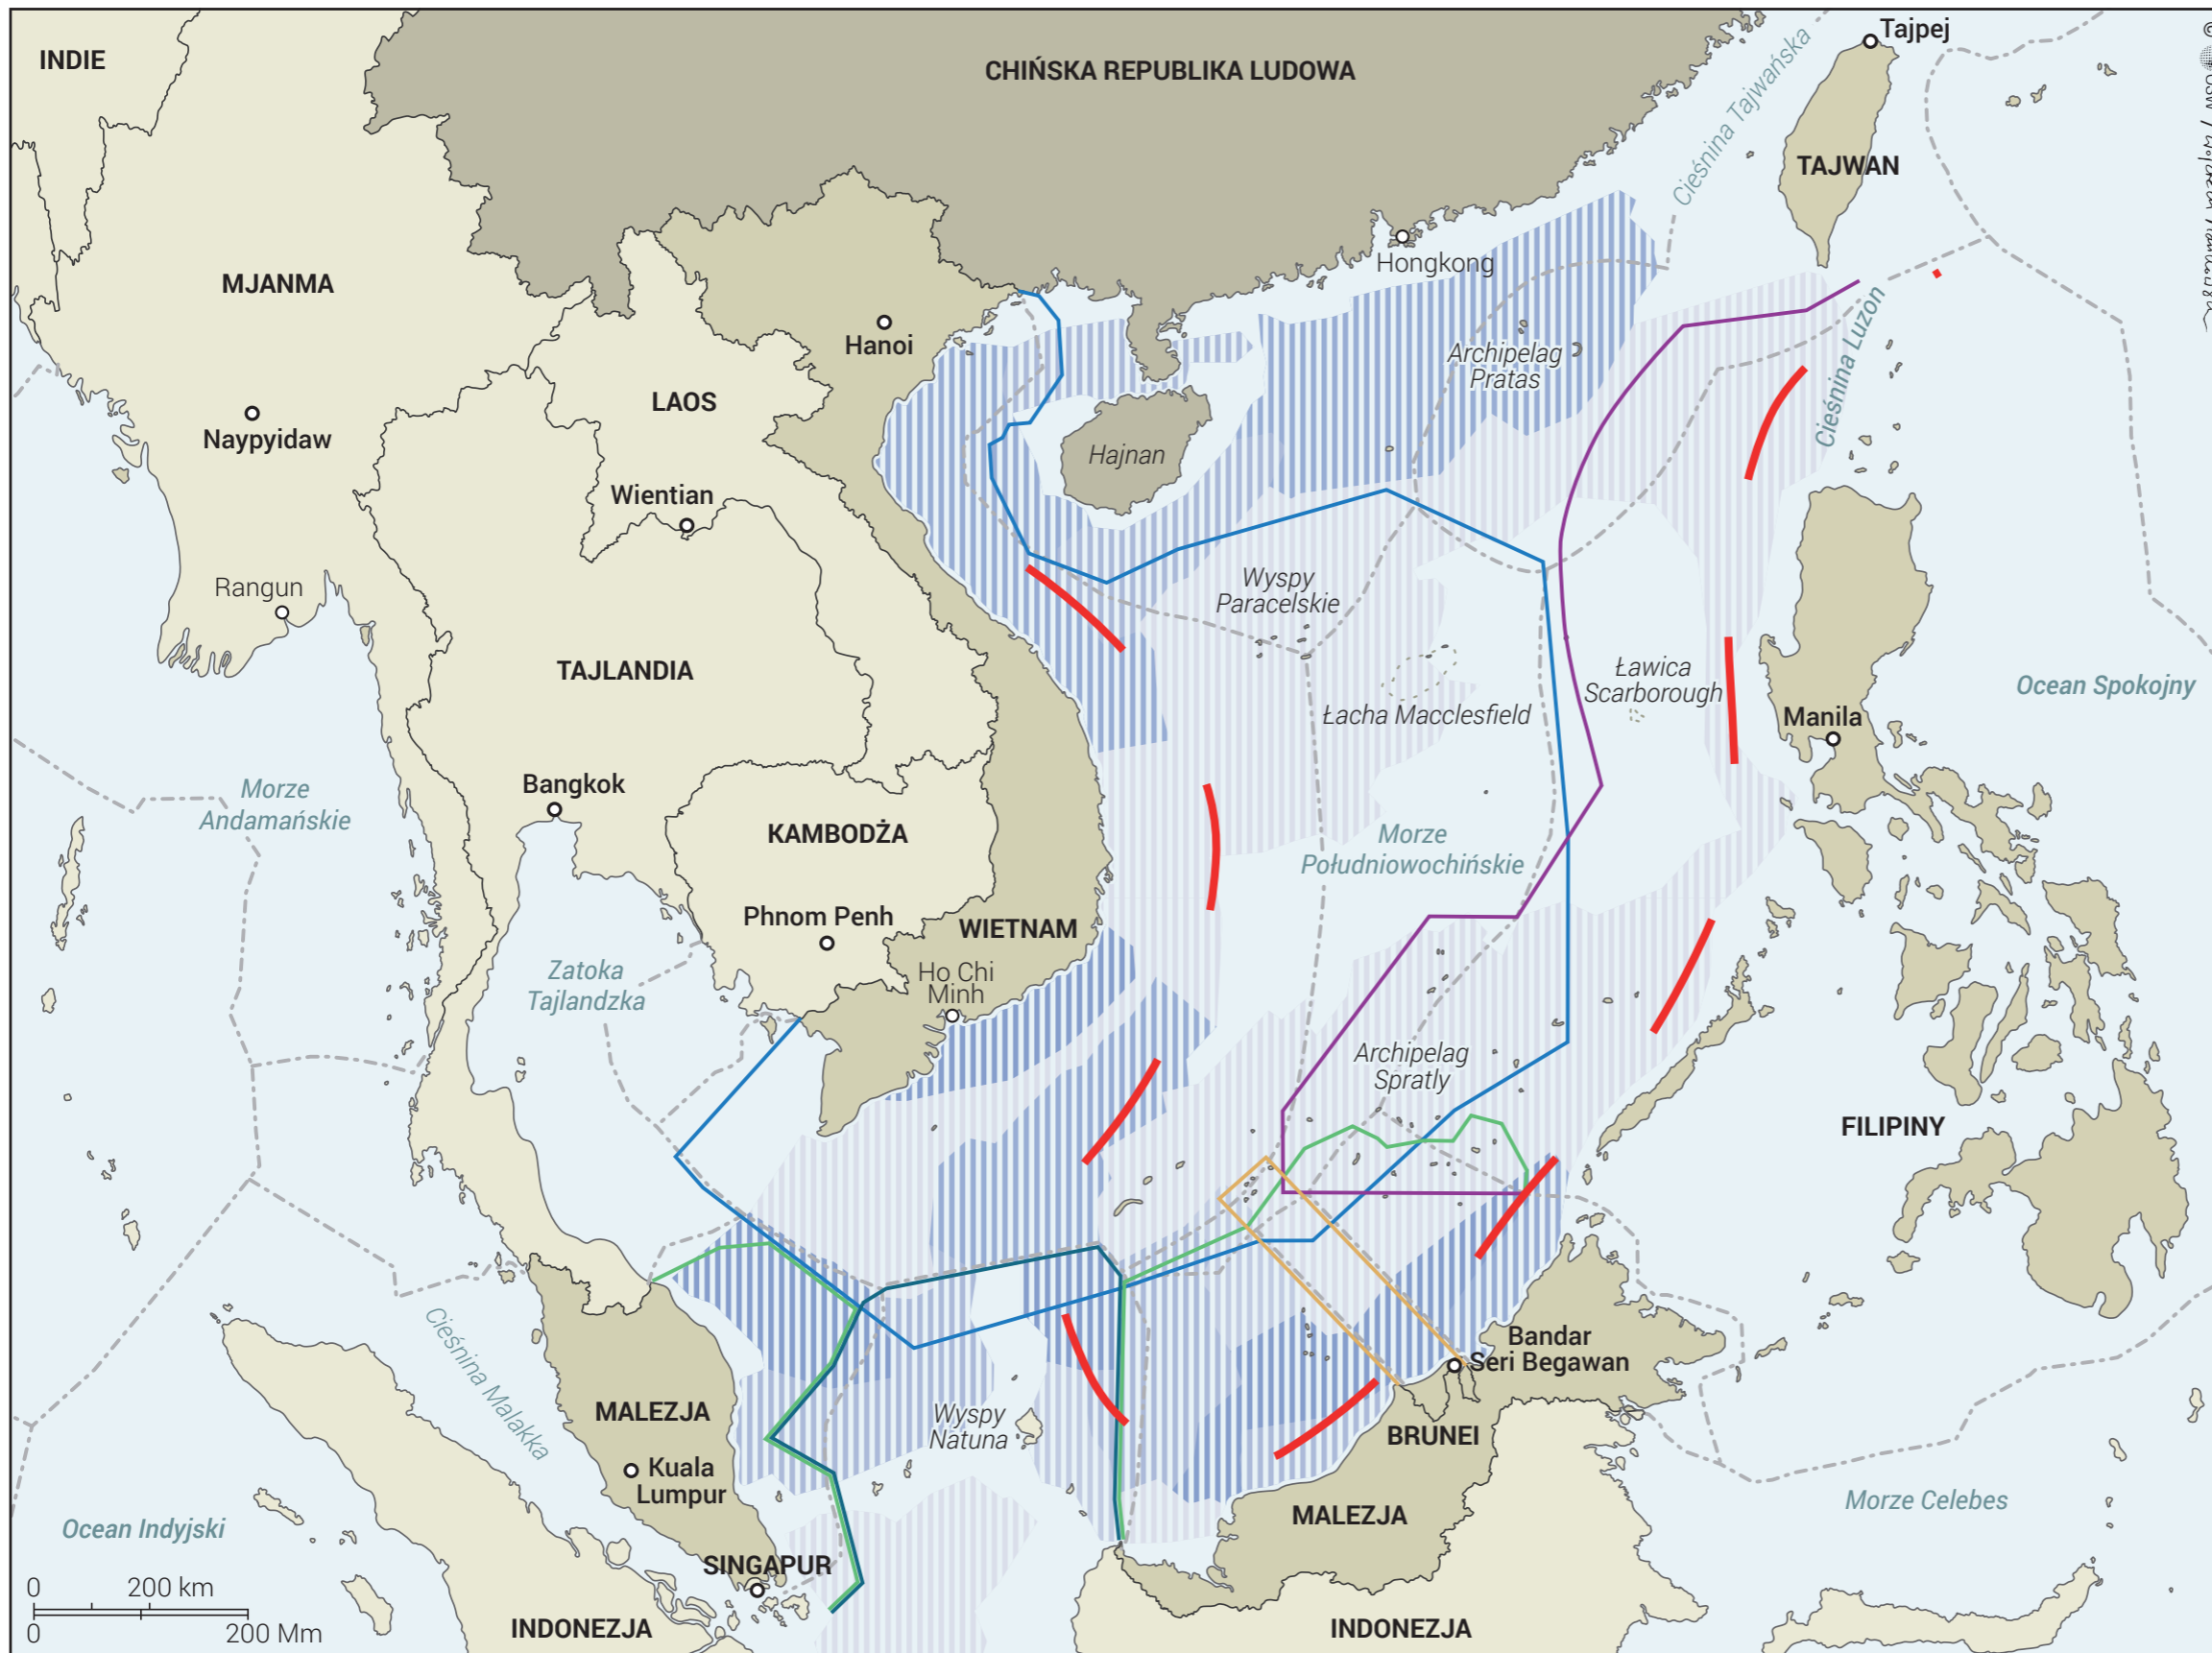 INDIE
CHIŃSKA REPUBLIKA LUDOWA
Tajpej
Cieśnina Tajwańska
TAJWAN
Hongkong
MJANMA
Hanoi
Archipelag
Pratas
Cieśnina Luzon
LAOS
Naypyidaw
Hajnan
Wientian
Rangun
Wyspy
Paracelskie
TAJLANDIA
Ławica
Scarborough
Ocean Spokojny
Łacha Macclesfield
Manila
Bangkok
Morze
Andamańskie
KAMBODŻA
Morze
Południowochińskie
Phnom Penh
WIETNAM
Zatoka
Tajlandzka
Ho Chi
Minh
Archipelag
Spratly
FILIPINY
Cieśnina Malakka
Bandar
Seri Begawan
MALEZJA
Wyspy
Natuna
BRUNEI
Kuala
Lumpur
Morze Celebes
MALEZJA
Ocean Indyjski
SINGAPUR
0 200 km
0 200 Mm
INDONEZJA
INDONEZJA